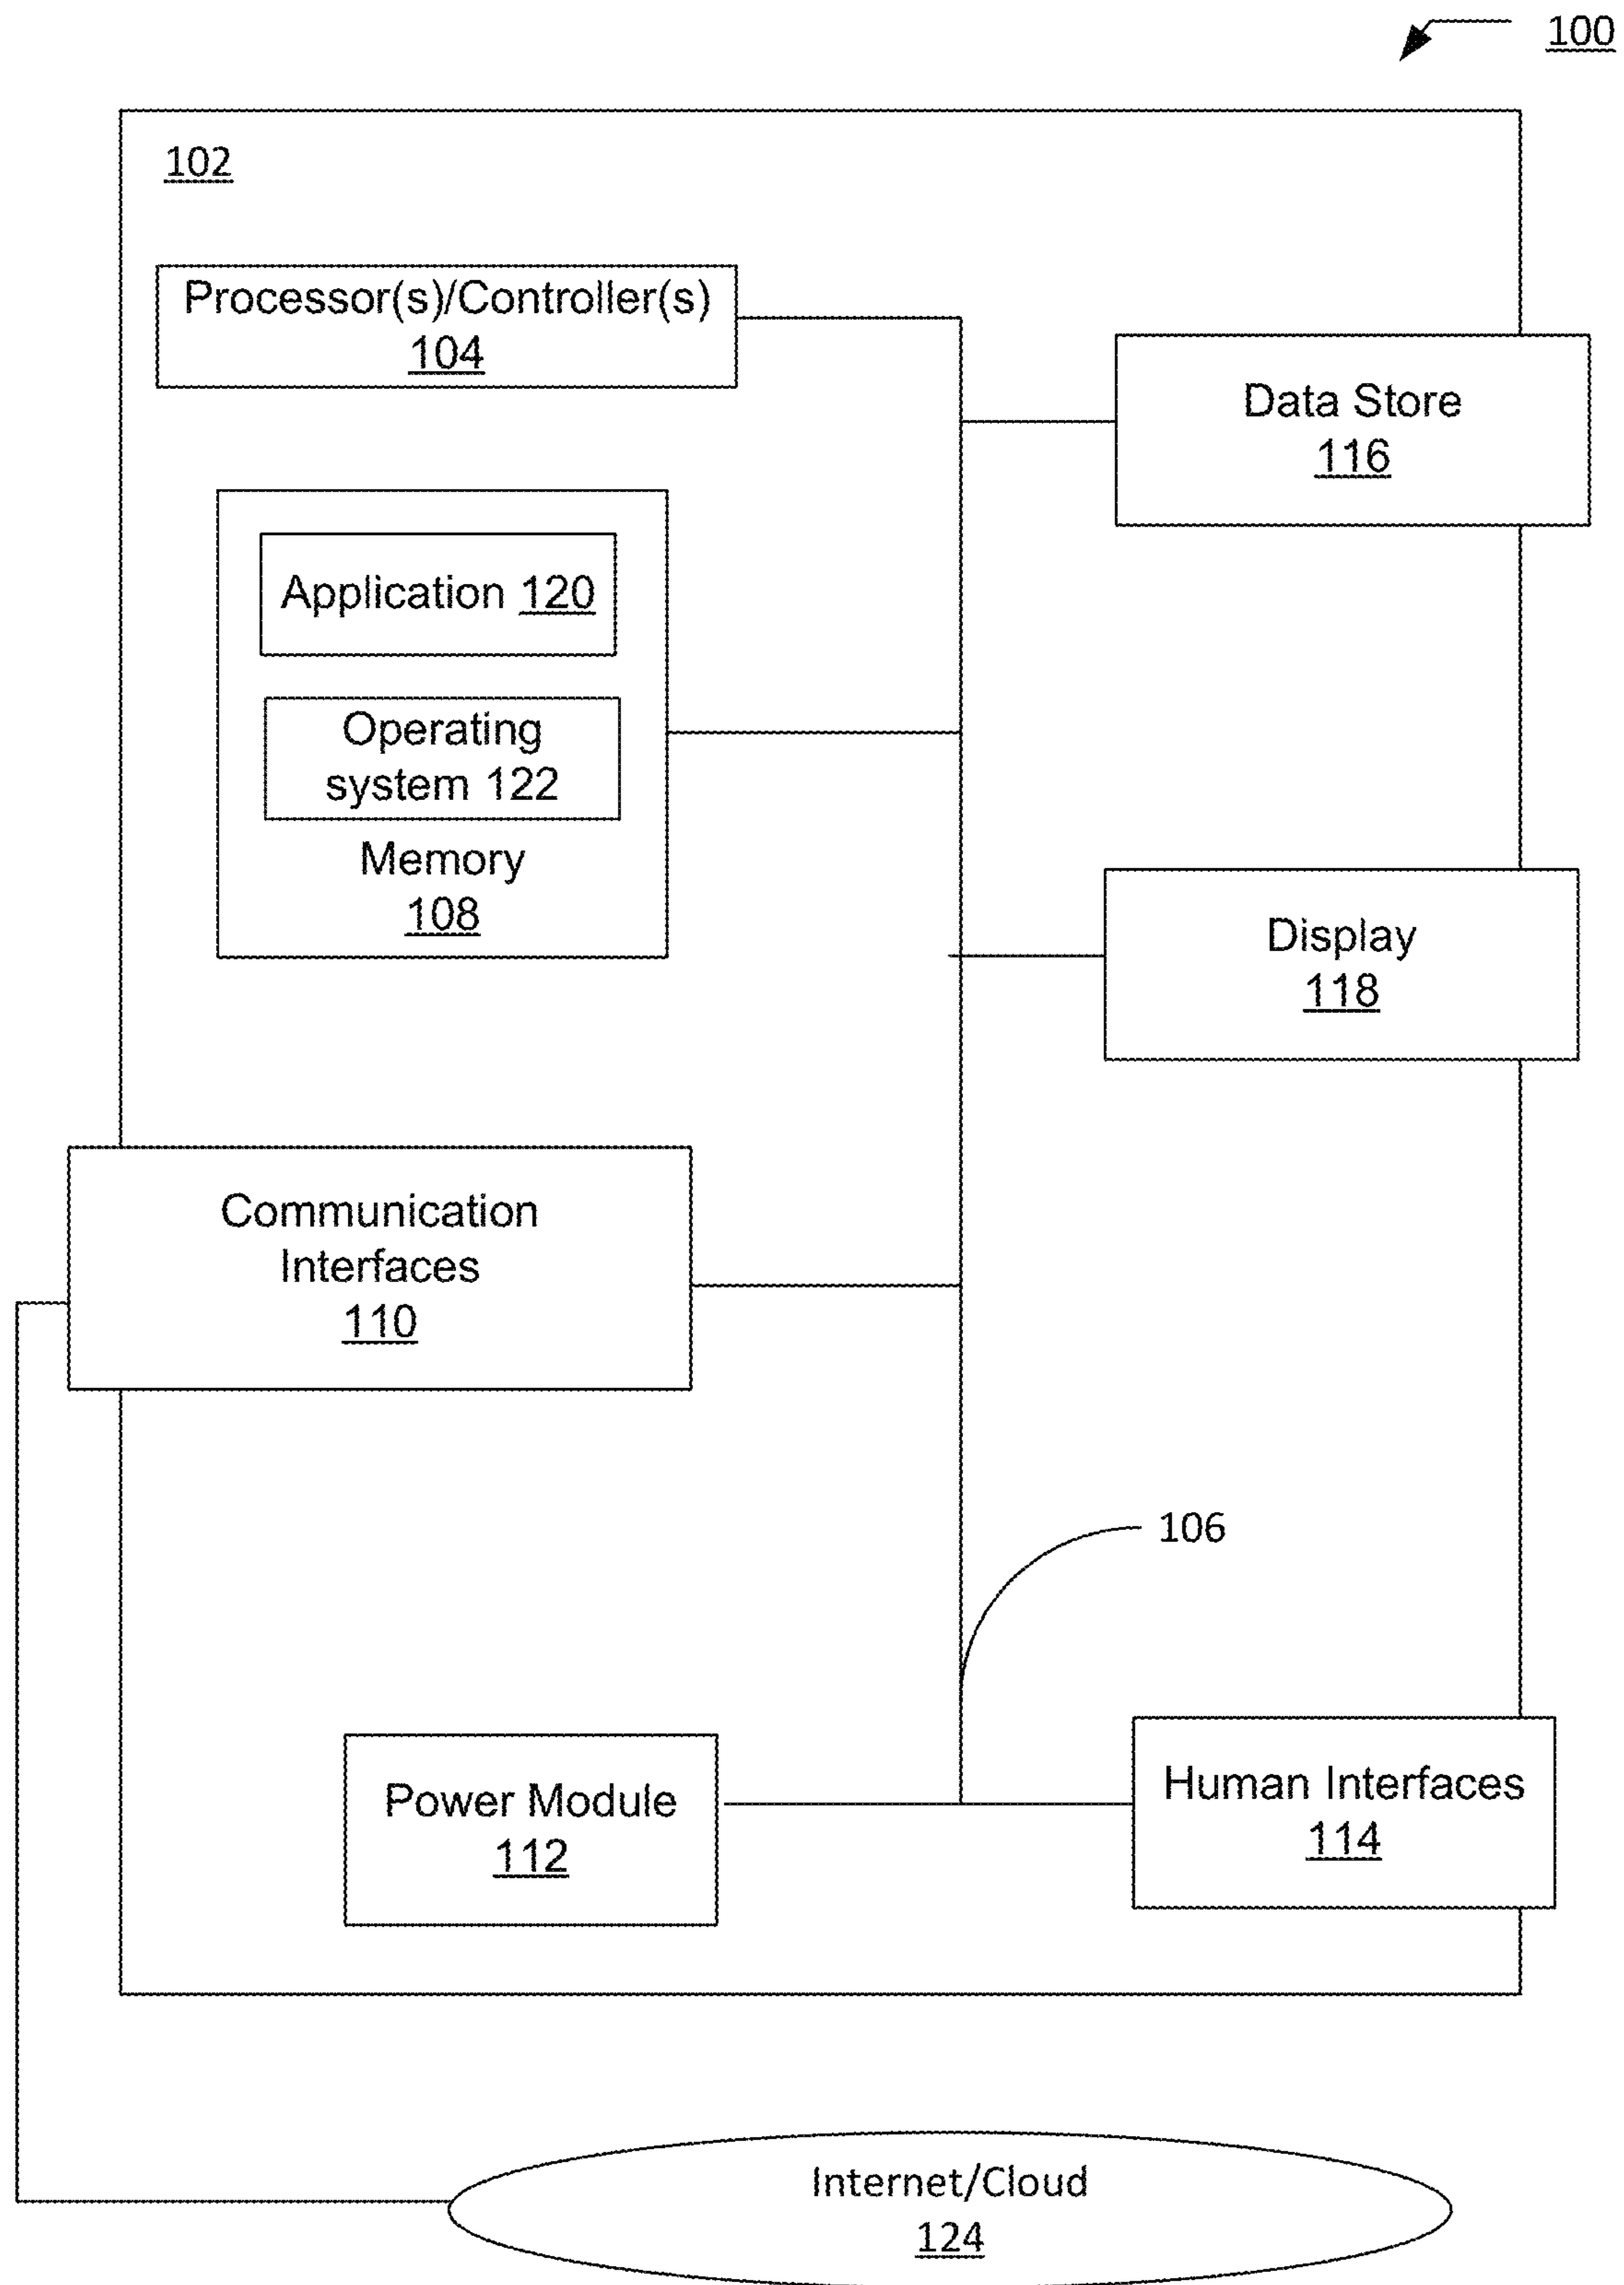 100
102
Processor(s)/Controller(s)
104
Data Store
116
Application 120
Operating
system 122
Memory
108
Display
118
Communication
Interfaces
110
106
Power Module
112
Human Interfaces
114
Internet/Cloud
124